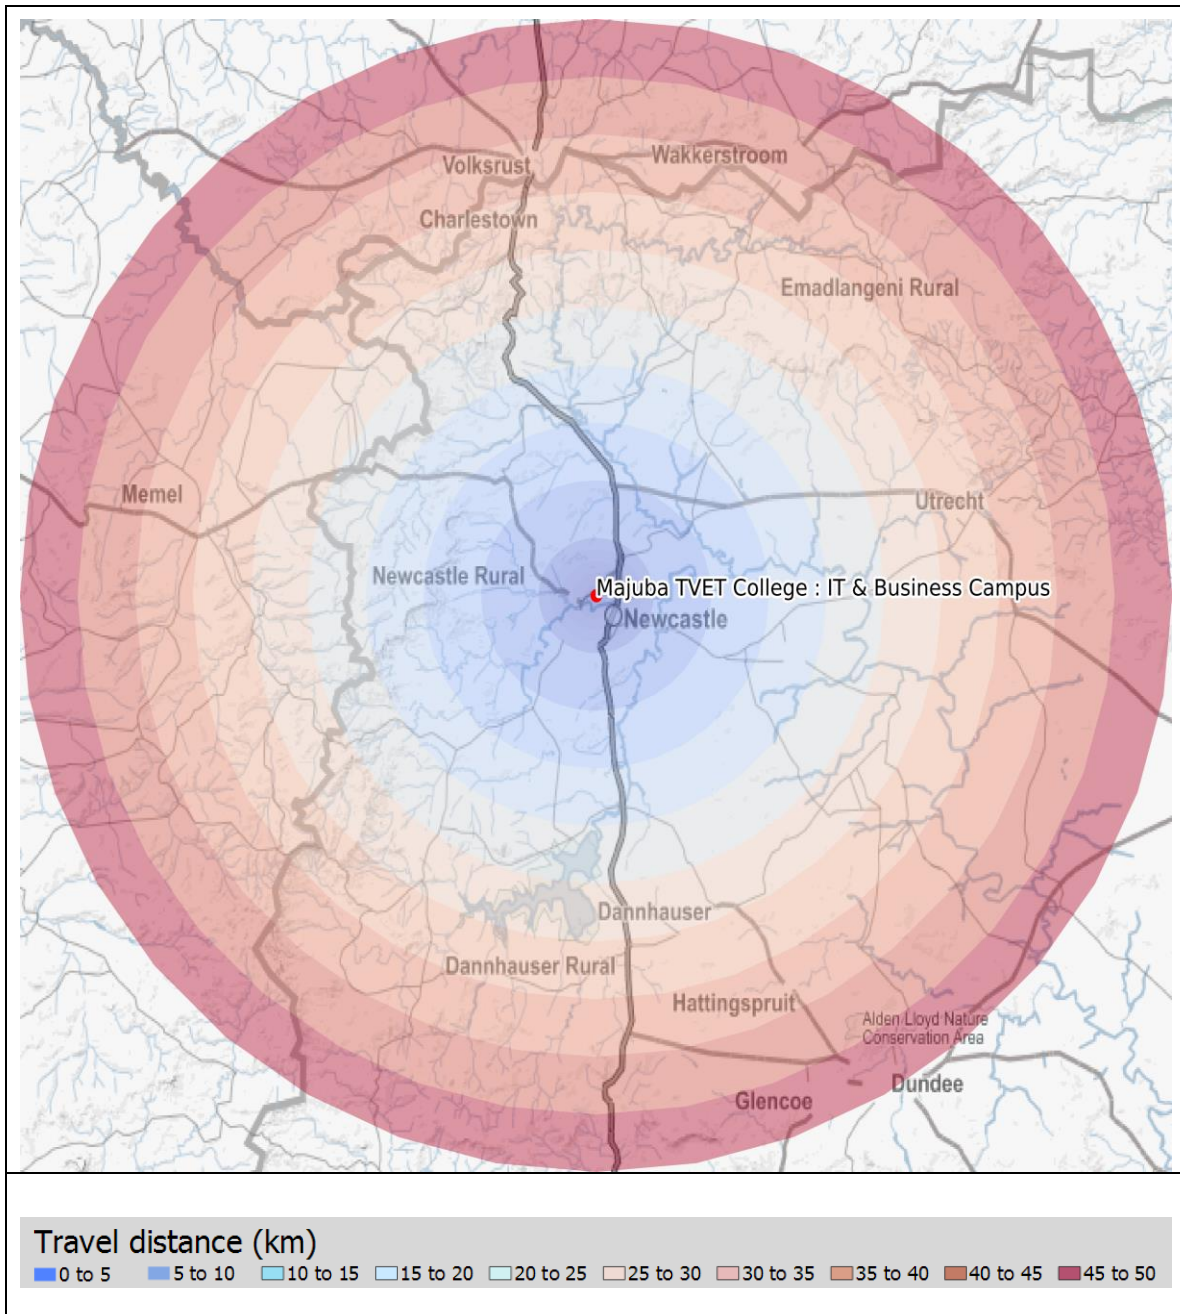 Volksrust
Wakkerstroom
Charlestown
Emadlangeni Rural
Memel
Utrecht
Newcastle Rural
Majuba TVET College : IT & Business Campus
Newcastle
Dannhauser
Dannhauser Rural
Hattingspruit
Alden Lloyd Nature
Conservation Area
Dundee
Glencoe
Travel distance (km)
0 to 5 5 to 10 10 to 15 15 to 20 20 to 25 25 to 30 30 to 35 35 to 40 40 to 45 45 to 50